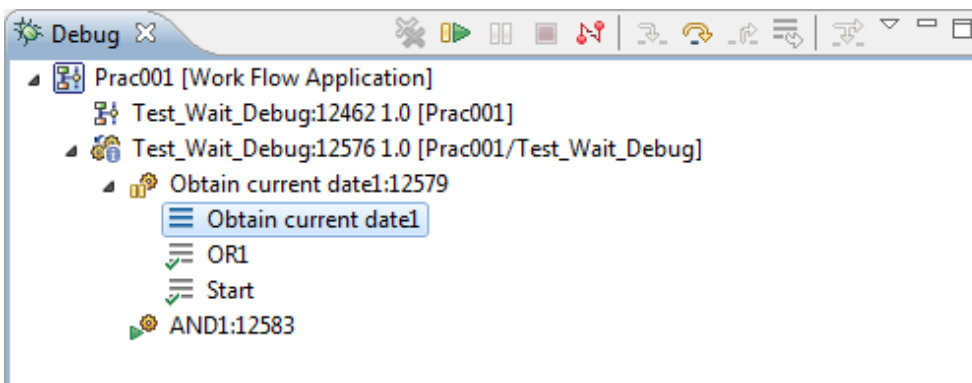 Debug
Prac001 [Work Flow Application]
Test_Wait_Debug:12462 1.0 [Prac001]
Test_Wait_Debug:12576 1.0 [Prac001/Test_Wait_Debug]
Obtain current date1:12579
Obtain current date1
OR1
Start
AND1:12583